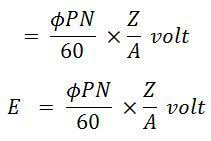 = ϕPN/60 × Z/A volt
E = ϕPN/60 × Z/A volt